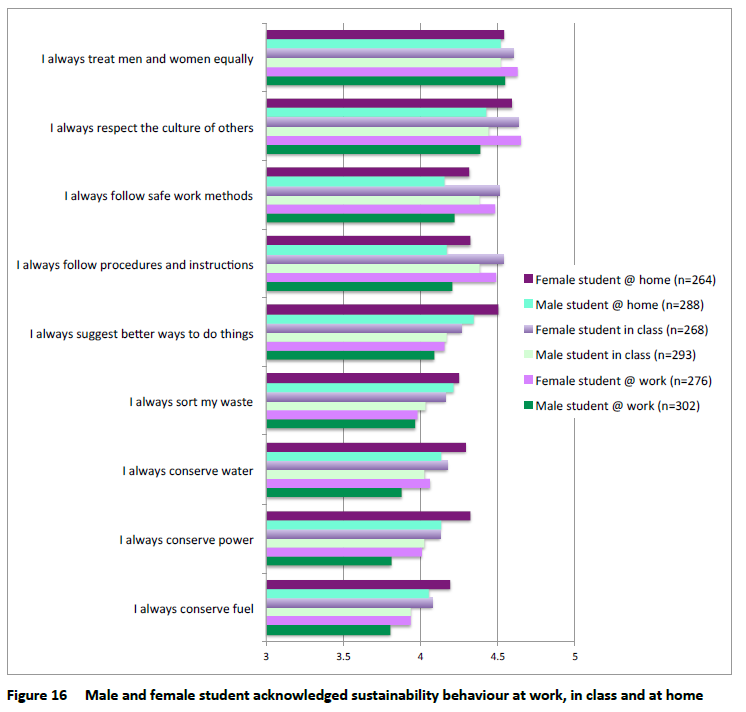 I always treat men and women equally
I always respect the culture of others
I always follow safe work methods
I always follow procedures and instructions
I always suggest better ways to do things
I always sort my waste
I always conserve water
I always conserve power
I always conserve fuel
3 3.5 4 4.5 5
Female student @ home (n=264)
Male student @ home (n=288)
Female student in class (n=268)
Male student in class (n=293)
Female student @ work (n=276)
Male student @ work (n=302)
Figure 16 Male and female student acknowledged sustainability behaviour at work, in class and at home